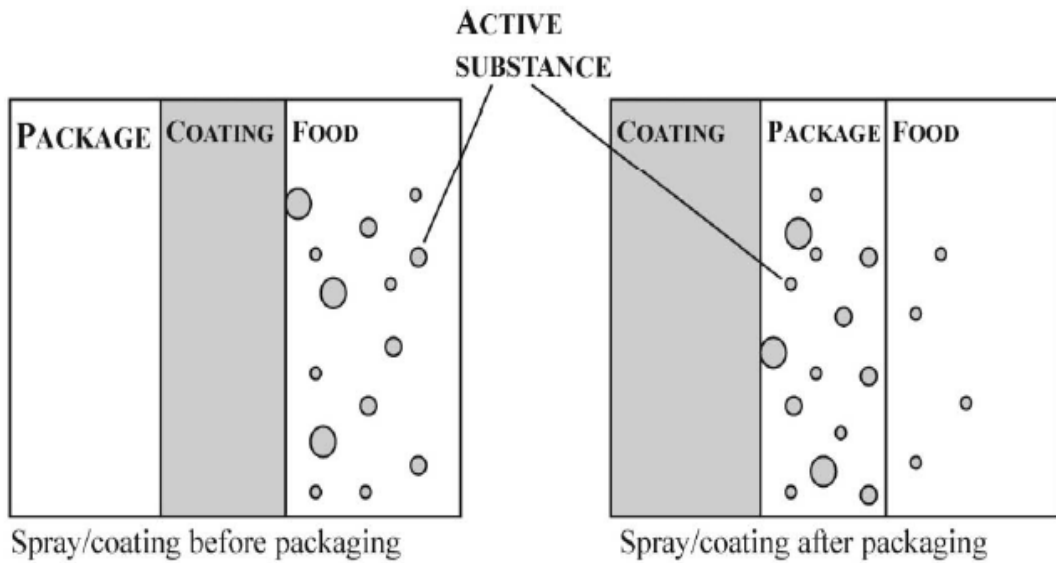 ACTIVE
SUBSTANCE
PACKAGE COATING FOOD
COATING PACKAGE FOOD
Spray/coating before packaging
Spray/coating after packaging